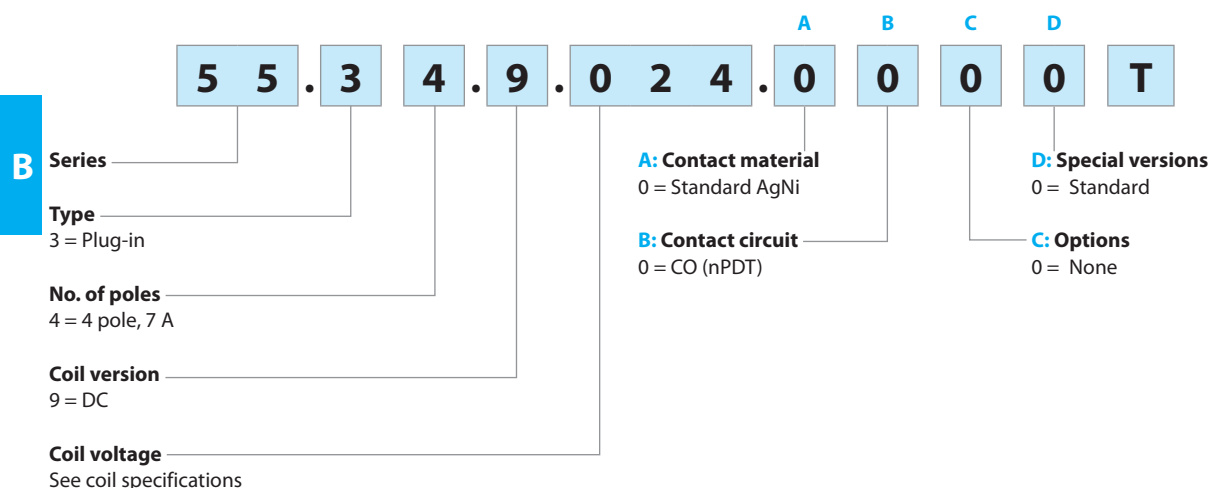 A B C D
5 5 . 3 4 . 9 . 0 2 4 . 0 0 0 0 T
B
Series
Type
3 = Plug-in
No. of poles
4 = 4 pole, 7 A
Coil version
9 = DC
Coil voltage
See coil specifications
A: Contact material
0 = Standard AgNi
B: Contact circuit
0 = CO (nPDT)
D: Special versions
0 = Standard
C: Options
0 = None